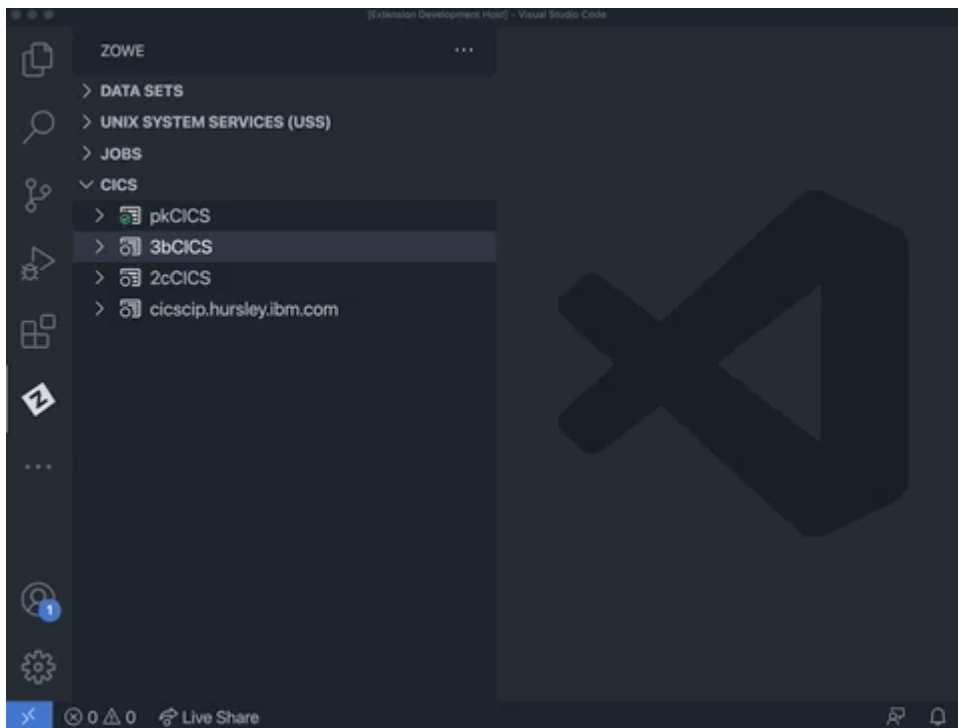 [Extension Development Host] - Visual Studio Code
ZOWE
DATA SETS
UNIX SYSTEM SERVICES (USS)
JOBS
CICS
pkCICS
3bCICS
2cCICS
cicscip.hursley.ibm.com
1
0 0 Live Share